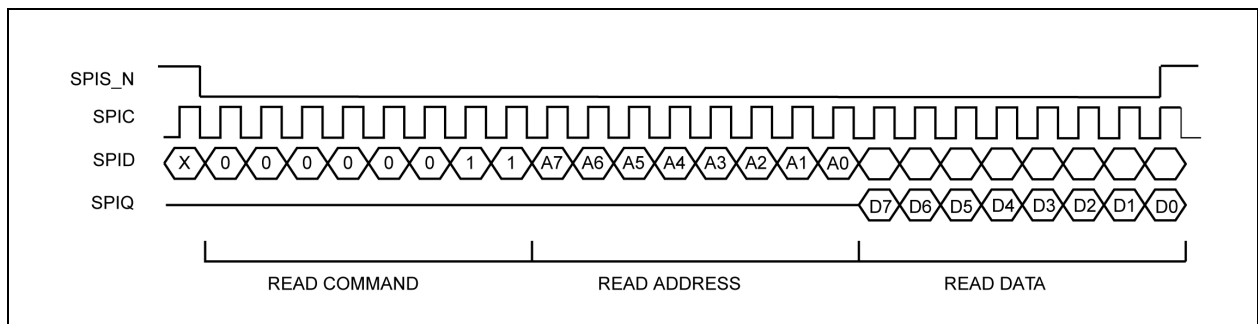 SPIS_N
SPIC
SPID X 0 0 0 0 0 0 1 1 A7 A6 A5 A4 A3 A2 A1 A0
SPIQ D7 D6 D5 D4 D3 D2 D1 D0
READ COMMAND READ ADDRESS READ DATA